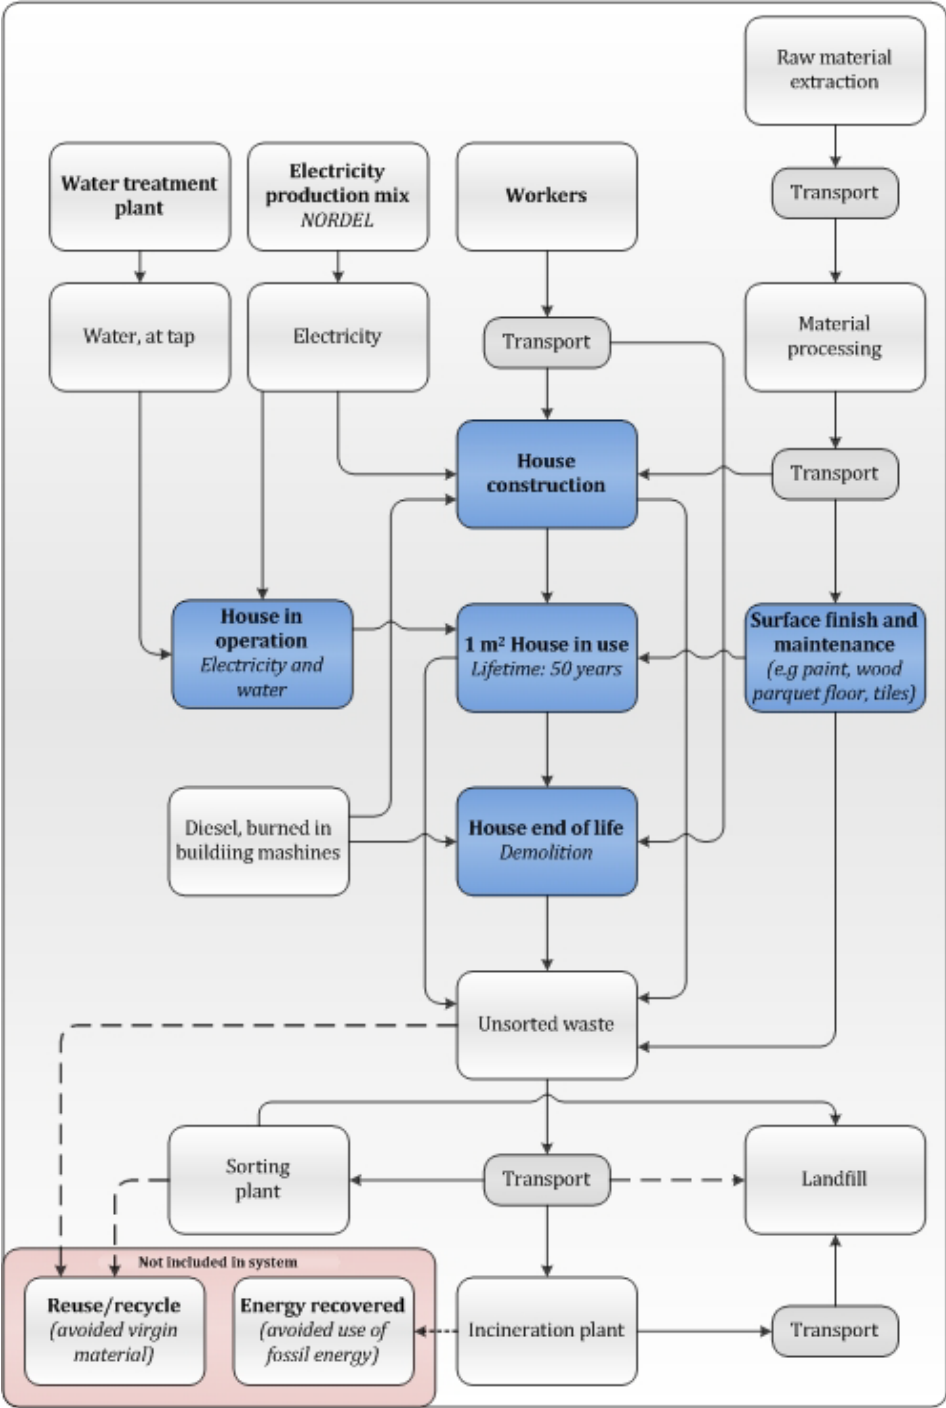 Raw material
extraction
Water treatment
plant
Electricity
production mix
NORDEL
Workers
Transport
Water, at tap
Electricity
Transport
Material
processing
House
construction
Transport
House in
operation
Electricity and
water
1 m² House in use
Lifetime: 50 years
Surface finish and
maintenance
(e.g paint, wood
parquet floor, tiles)
Diesel, burned in
buildiing mashines
House end of life
Demolition
Unsorted waste
Sorting
plant
Transport
Landfill
Not included in system
Reuse/recycle
(avoided virgin
material)
Energy recovered
(avoided use of
fossil energy)
Incineration plant
Transport